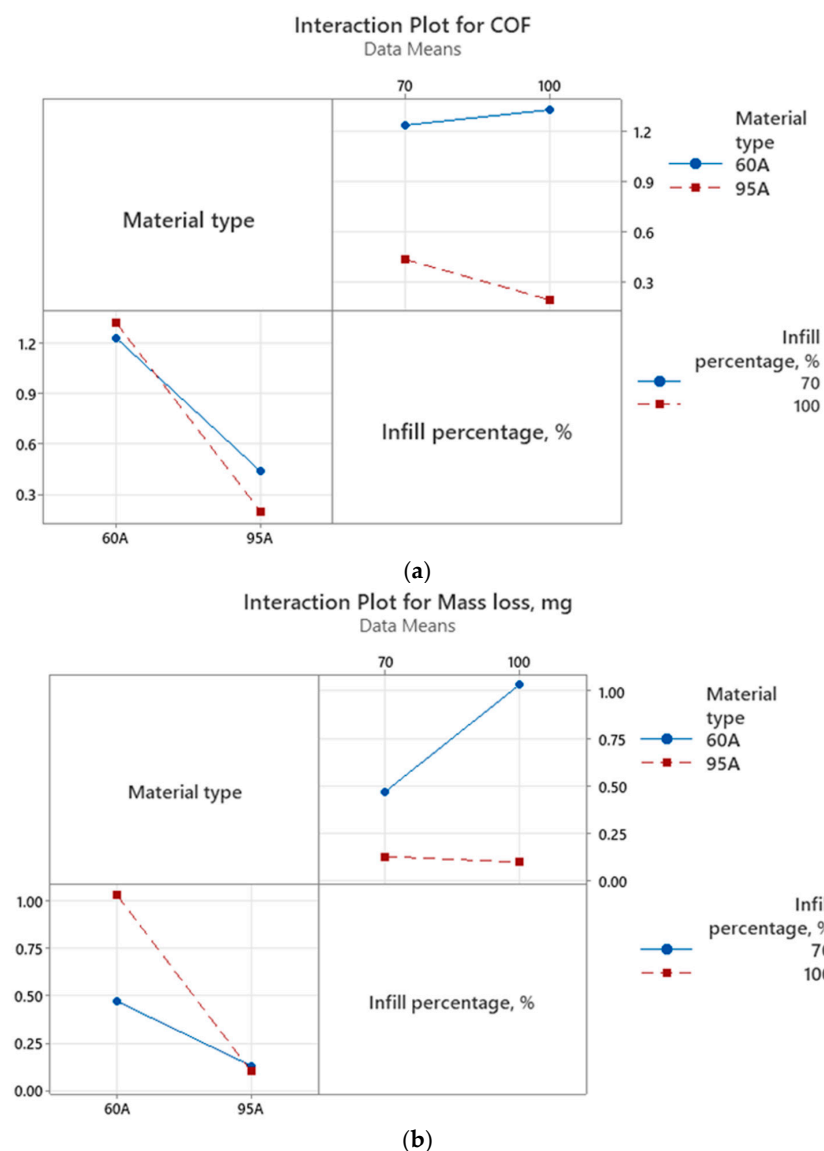 Interaction Plot for COF
Data Means
70 100
Material type
60A
95A
1.2
0.9
0.6
0.3
Material type
1.2
0.9
0.6
0.3
Infill percentage, %
Infill
percentage, %
70
100
60A 95A
(a)
Interaction Plot for Mass loss, mg
Data Means
70 100
Material type
60A
95A
1.00
0.75
0.50
0.25
0.00
Material type
1.00
0.75
0.50
0.25
0.00
Infill percentage, %
percentage, %
60A 95A
(b)